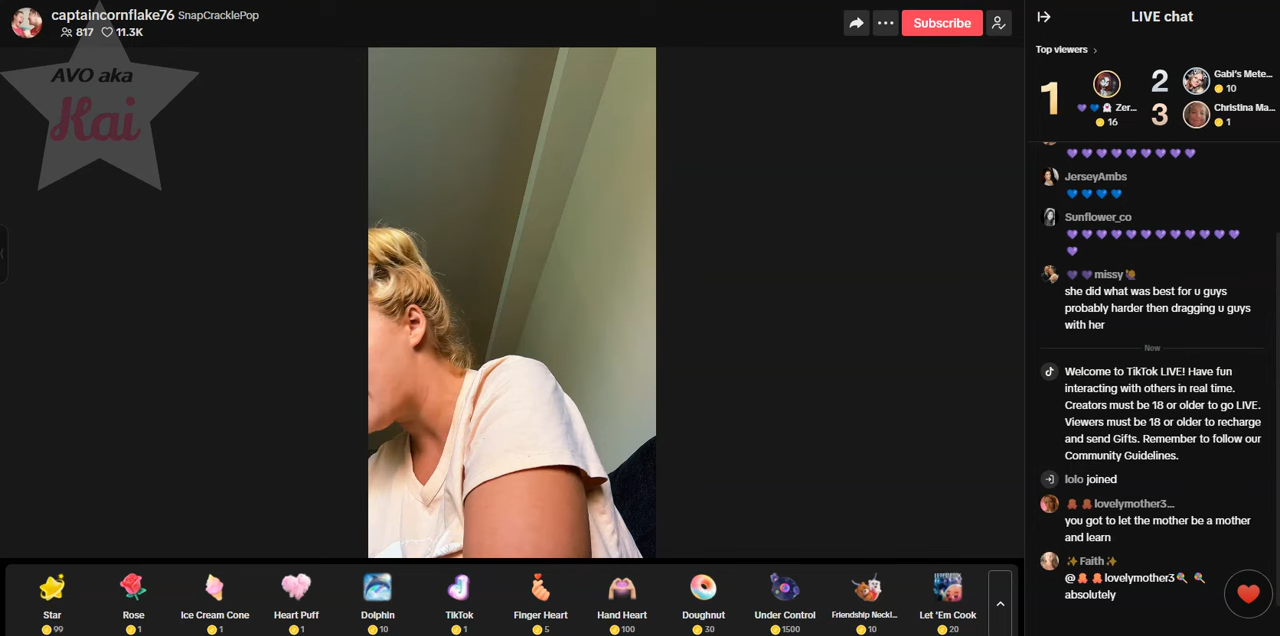 captaincornflake76 SnapCracklePop
817 11.3K
Subscribe
AVO aka
Kai
LIVE chat
Top viewers
1
Zer...
16
2
Gabi's Mete...
10
3
Christina Ma...
1
JerseyAmbs
Sunflower_co
missy
she did what was best for u guys
probably harder then dragging u guys
with her
New
Welcome to TikTok LIVE! Have fun
interacting with others in real time.
Creators must be 18 or older to go LIVE.
Viewers must be 18 or older to recharge
and send Gifts. Remember to follow our
Community Guidelines.
lolo joined
lovelymother3...
you got to let the mother be a mother
and learn
Faith
@lovelymother3
absolutely
Star
99
Rose
1
Ice Cream Cone
1
Heart Puff
1
Dolphin
10
TikTok
1
Finger Heart
5
Hand Heart
100
Doughnut
30
Under Control
1500
Friendship Neckl...
10
Let 'Em Cook
20